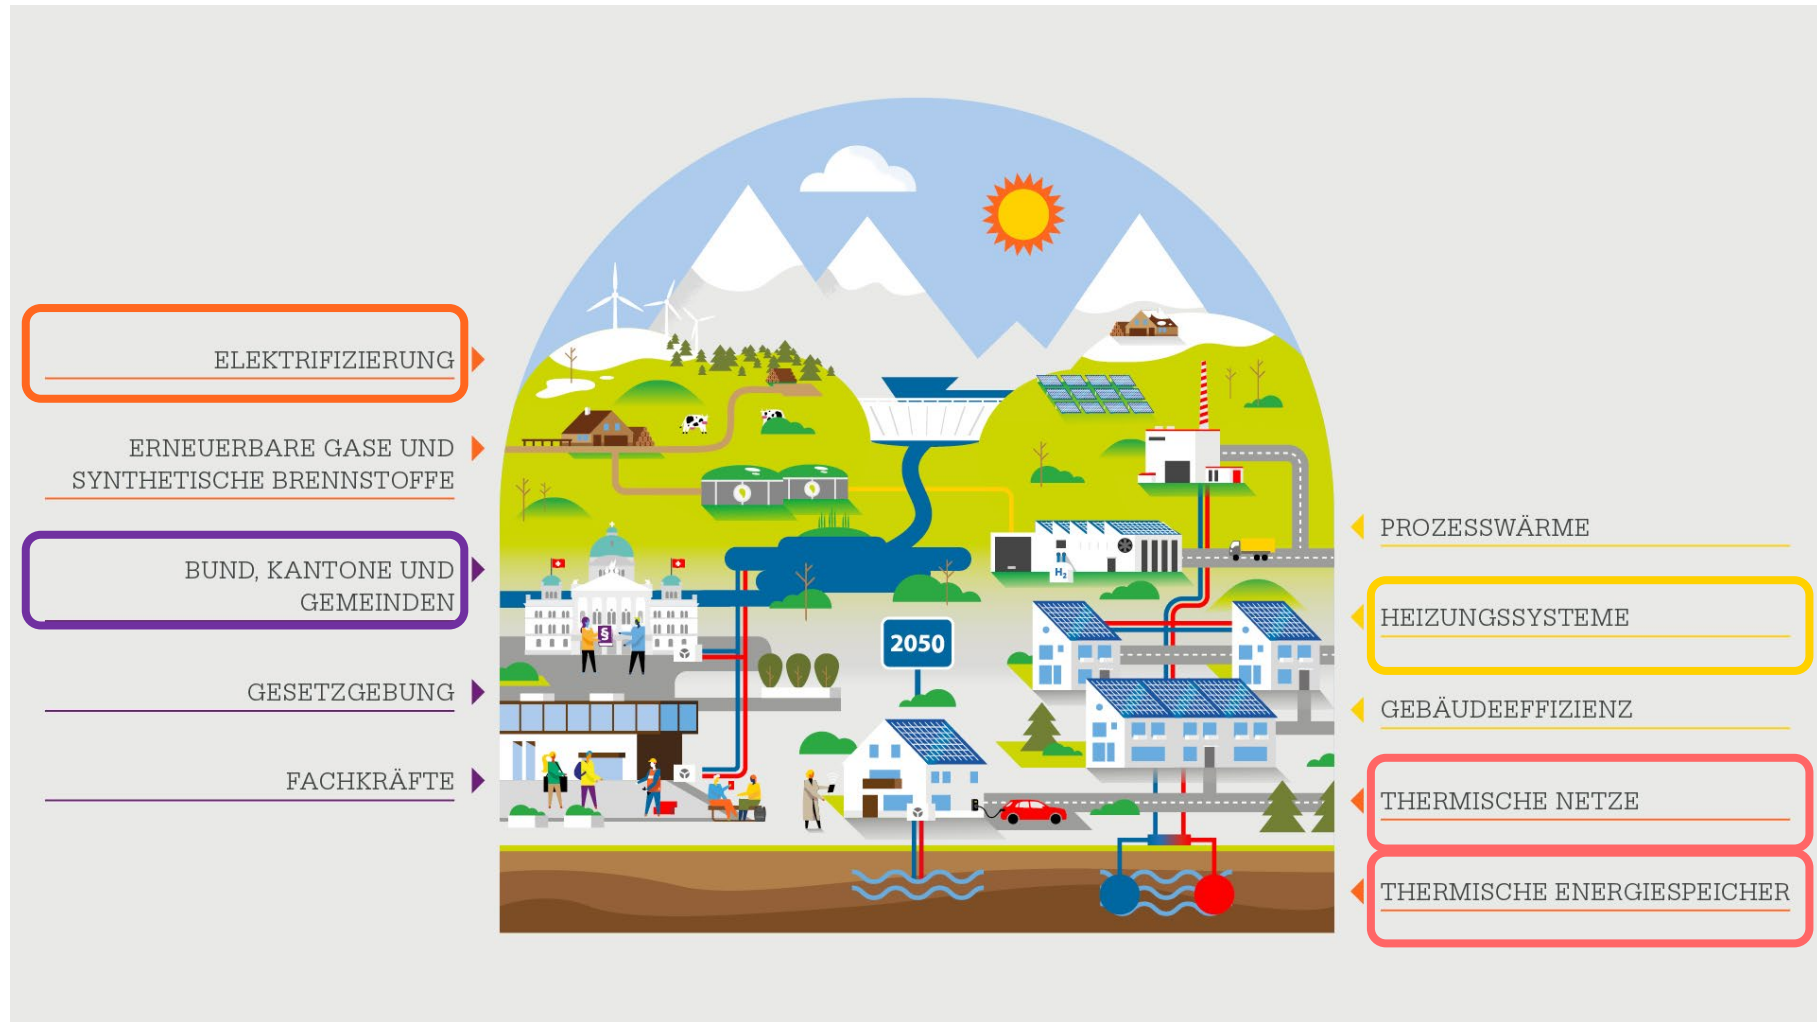 ELEKTRIFIZIERUNG
ERNEUERBARE GASE UND
SYNTHETISCHE BRENNSTOFFE
BUND, KANTONE UND
GEMEINDEN
GESETZGEBUNG
FACHKRÄFTE
H2
§
2050
PROZESSWÄRME
HEIZUNGSSYSTEME
GEBÄUDEEFFIZIENZ
THERMISCHE NETZE
THERMISCHE ENERGIESPEICHER